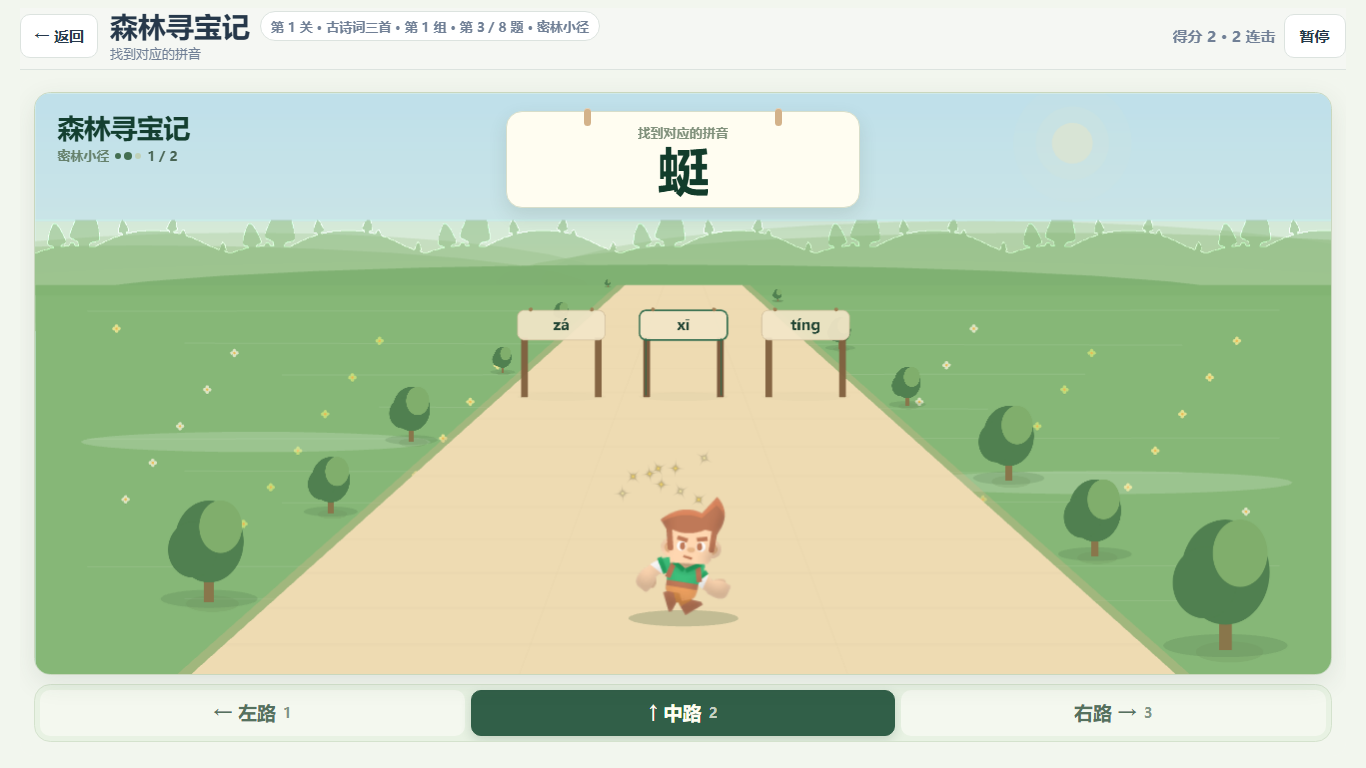 ← 返回
森林寻宝记
第 1 关 • 古诗词三首 • 第 1 组 • 第 3 / 8 题 • 密林小径
找到对应的拼音
得分 2 • 2 连击
暂停
森林寻宝记
密林小径 1 / 2
找到对应的拼音
蜓
zá
xī
tíng
← 左路 1
↑ 中路 2
右路 → 3